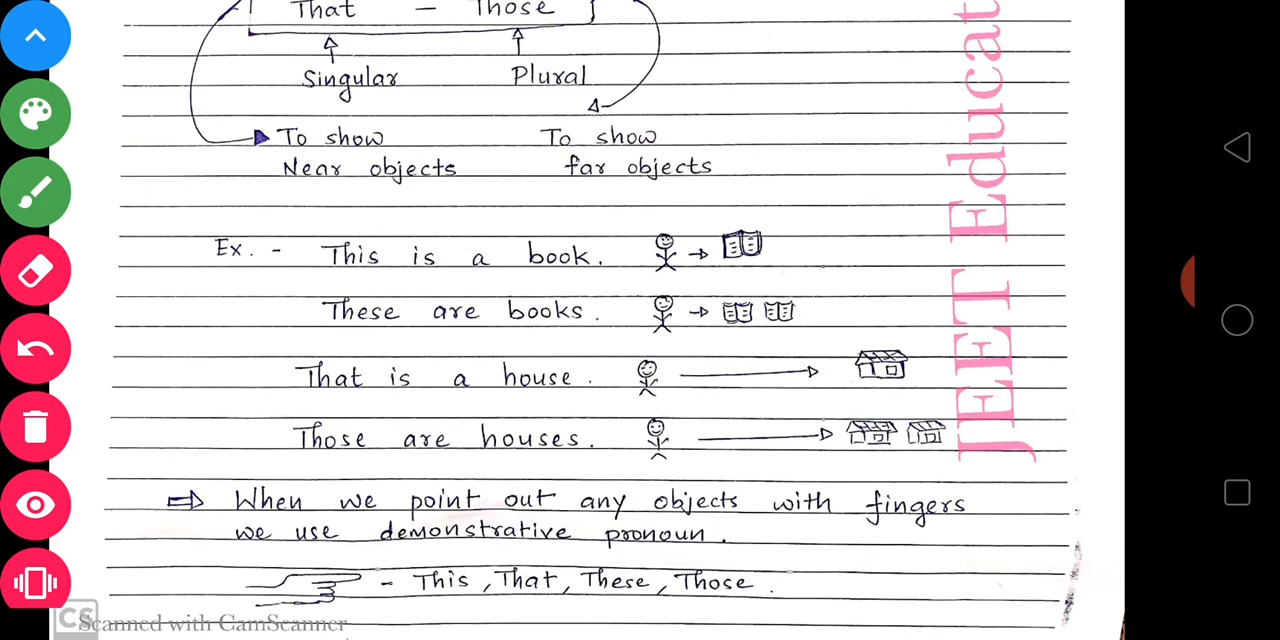 That - Those
Singular Plural
To show To show
Near objects far objects
Ex. - This is a book.
These are books.
That is a house.
Those are houses.
When we point out any objects with fingers
we use demonstrative pronoun.
- This, That, These, Those.
JEET Educat
CS Scanned with CamScanner